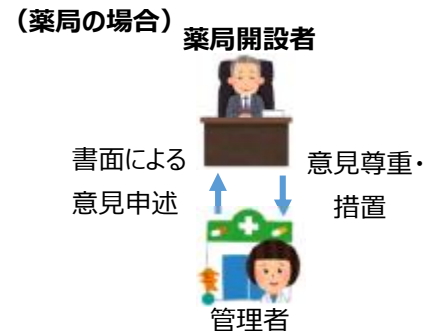 （薬局の場合）
薬局開設者
書面による
意見申述
意見尊重・
措置
管理者